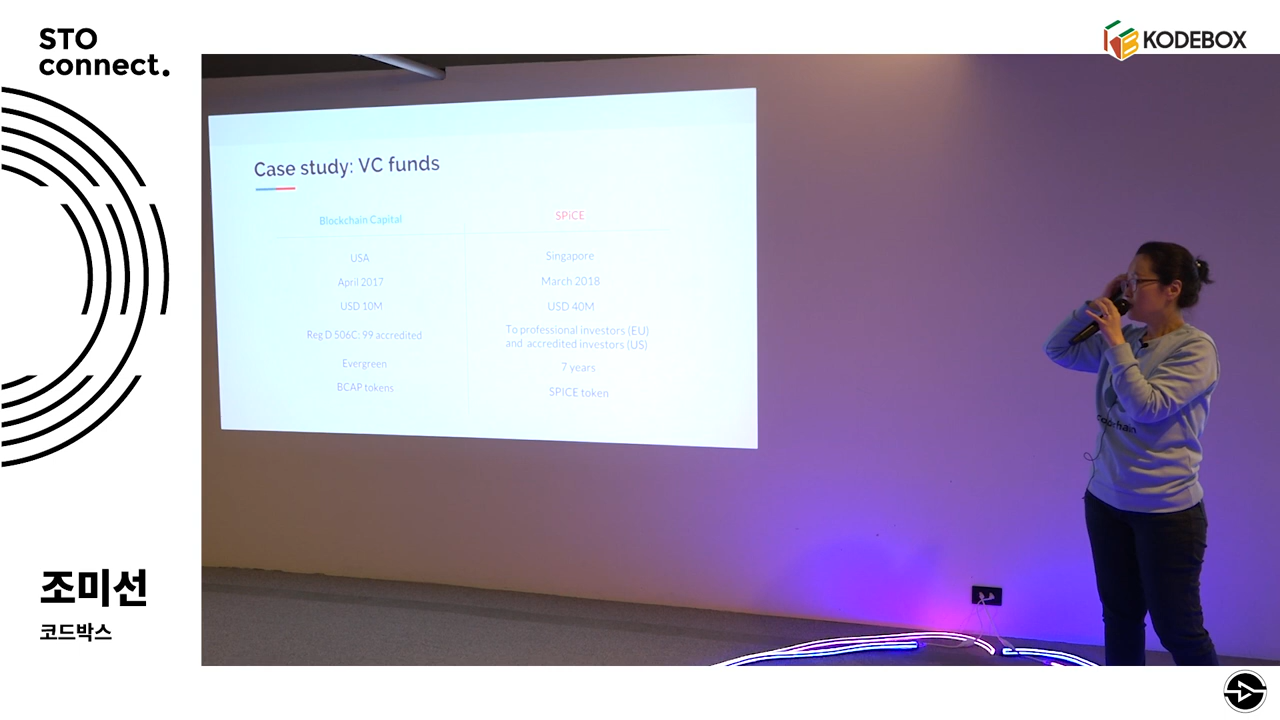 STO
connect.
KODEBOX
Case study: VC funds
Blockchain Capital
SPiCE
USA
Singapore
April 2017
March 2018
USD 10M
USD 40M
Reg D 506C: 99 accredited
To professional investors (EU)
and accredited investors (US)
Evergreen
7 years
BCAP tokens
SPICE token
조미선
코드박스